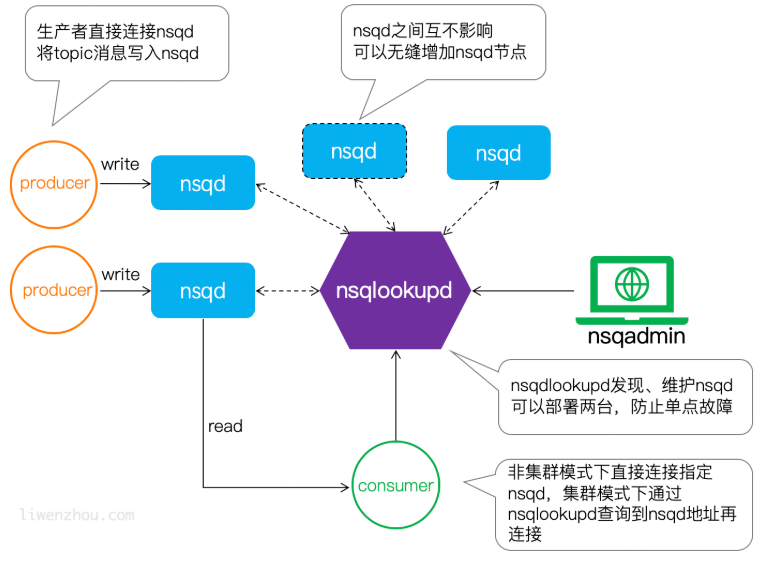 生产者直接连接nsqd
将topic消息写入nsqd
nsqd之间互不影响
可以无缝增加nsqd节点
producer
write
nsqd
nsqd
nsqd
producer
write
nsqd
nsqlookupd
nsqadmin
nsqdlookupd发现、维护nsqd
可以部署两台，防止单点故障
read
consumer
非集群模式下直接连接指定
nsqd，集群模式下通过
nsqlookupd查询到nsqd地址再
连接
liwenzhou.com